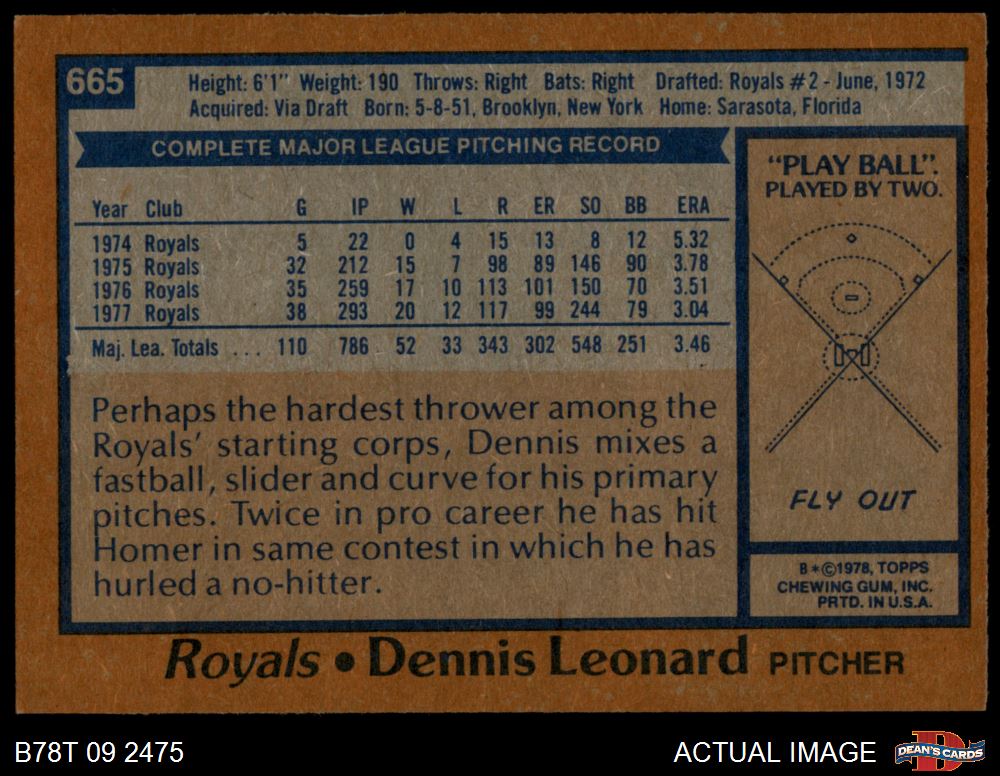 665
Height: 6'1" Weight: 190 Throws: Right Bats: Right Drafted: Royals #2 - June, 1972
Acquired: Via Draft Born: 5-8-51, Brooklyn, New York Home: Sarasota, Florida
COMPLETE MAJOR LEAGUE PITCHING RECORD
Year Club G IP W L R ER SO BB ERA
1974 Royals 5 22 0 4 15 13 8 12 5.32
1975 Royals 32 212 15 7 98 89 146 90 3.78
1976 Royals 35 259 17 10 113 101 150 70 3.51
1977 Royals 38 293 20 12 117 99 244 79 3.04
Maj. Lea. Totals ... 110 786 52 33 343 302 548 251 3.46
Perhaps the hardest thrower among the
Royals' starting corps, Dennis mixes a
fastball, slider and curve for his primary
pitches. Twice in pro career he has hit
Homer in same contest in which he has
hurled a no-hitter.
"PLAY BALL".
PLAYED BY TWO.
FLY OUT
B*©1978, TOPPS
CHEWING GUM, INC.
PRTD. IN U.S.A.
Royals • Dennis Leonard PITCHER
B78T 09 2475
ACTUAL IMAGE
D
DEAN'S CARDS